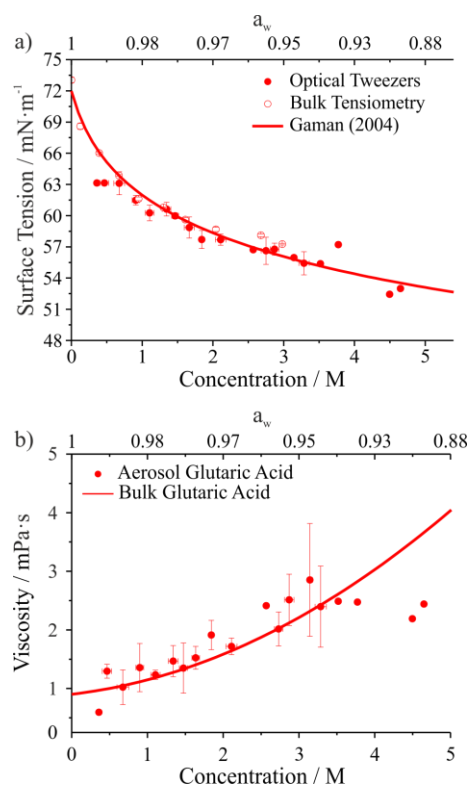 a_w
1 0.98 0.97 0.95 0.93 0.88
a)
75
72
69
66
63
60
57
54
51
48
Surface Tension / mN·m⁻¹
Optical Tweezers
Bulk Tensiometry
Gaman (2004)
0 1 2 3 4 5
Concentration / M
a_w
b)
1 0.98 0.97 0.95 0.93 0.88
5
4
3
2
1
0
Viscosity / mPa·s
Aerosol Glutaric Acid
Bulk Glutaric Acid
0 1 2 3 4 5
Concentration / M